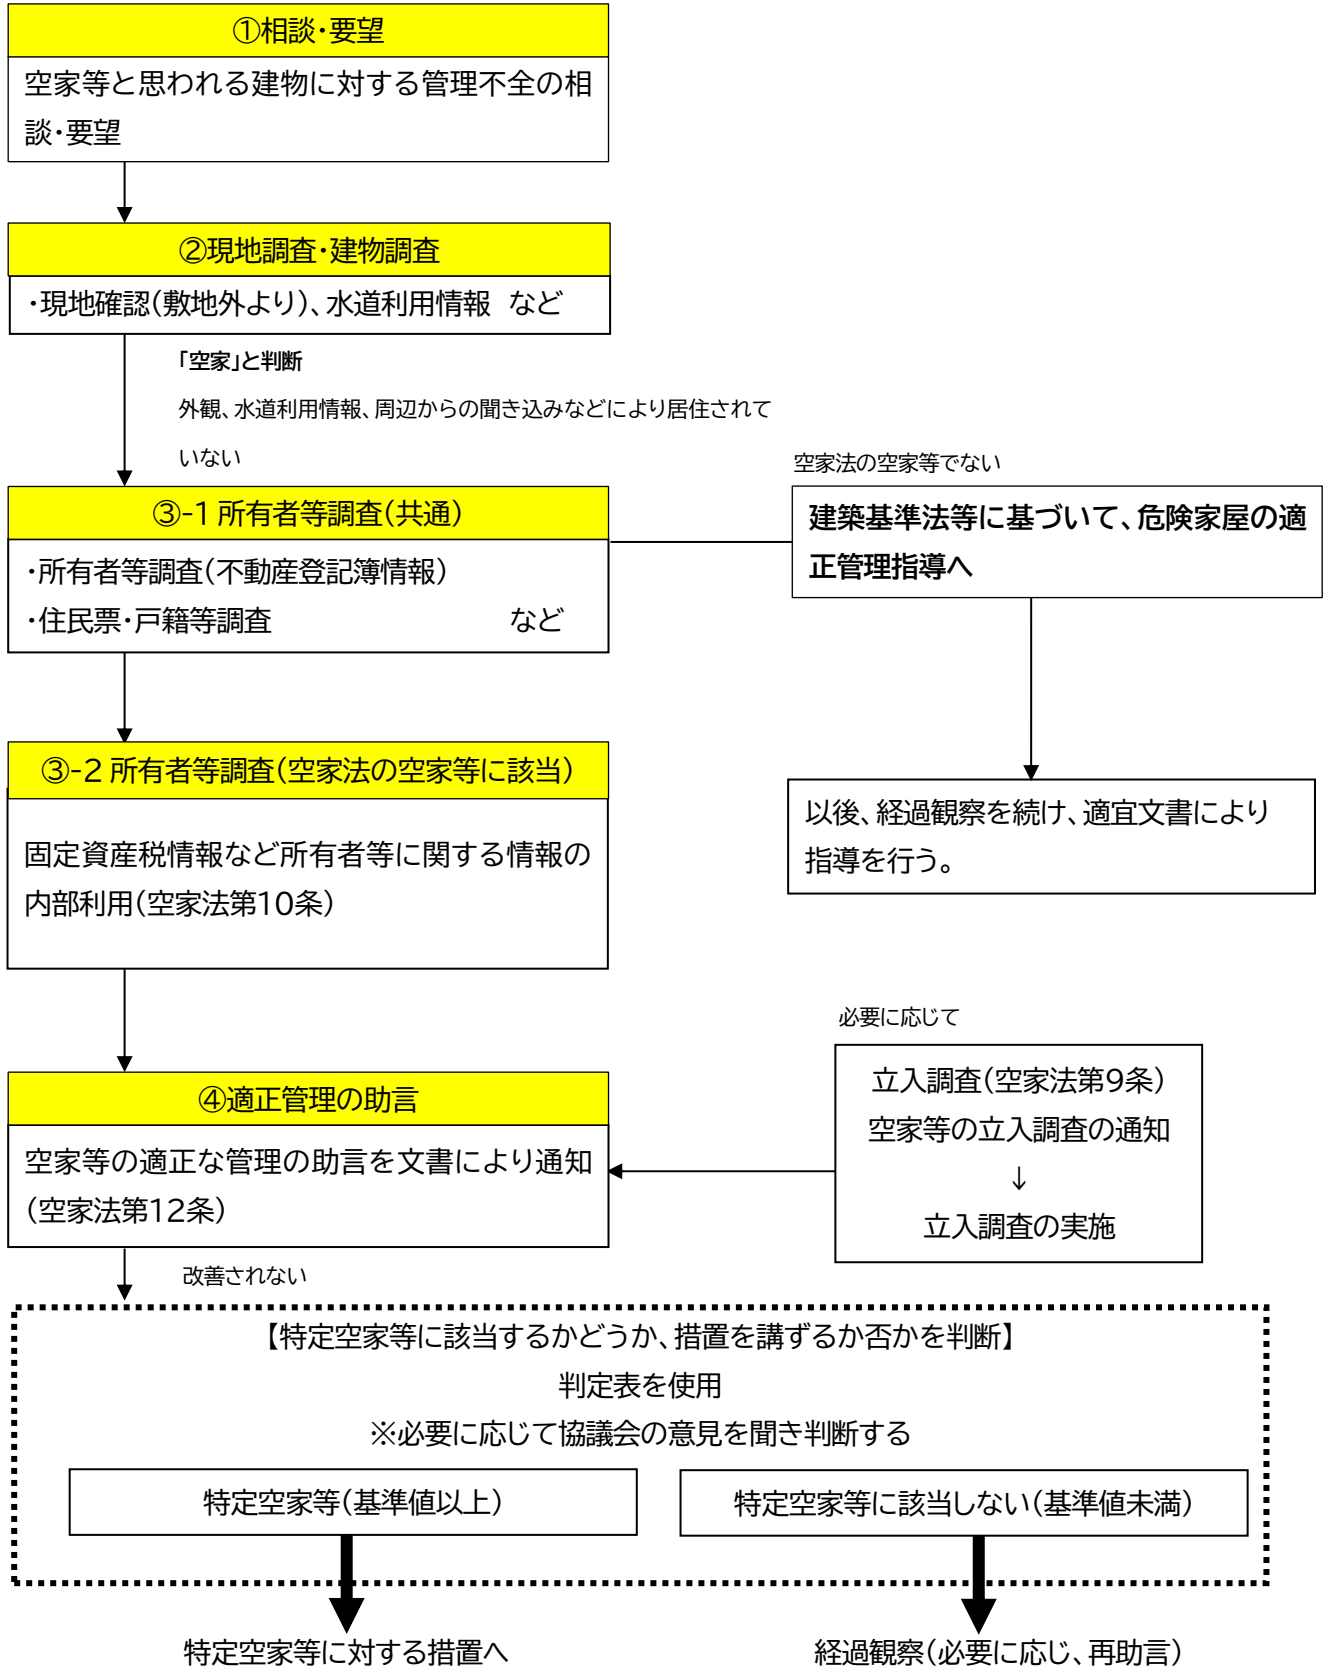 ①相談・要望
空家等と思われる建物に対する管理不全の相
談・要望
②現地調査・建物調査
・現地確認(敷地外より)、水道利用情報　など
「空家」と判断
外観、水道利用情報、周辺からの聞き込みなどにより居住されて
いない
空家法の空家等でない
③-1 所有者等調査(共通)
・所有者等調査(不動産登記簿情報)
・住民票・戸籍等調査　など
建築基準法等に基づいて、危険家屋の適
正管理指導へ
③-2 所有者等調査(空家法の空家等に該当)
固定資産税情報など所有者等に関する情報の
内部利用(空家法第10条)
以後、経過観察を続け、適宜文書により
指導を行う。
必要に応じて
立入調査(空家法第9条)
空家等の立入調査の通知
↓
立入調査の実施
④適正管理の助言
空家等の適正な管理の助言を文書により通知
(空家法第12条)
改善されない
【特定空家等に該当するかどうか、措置を講ずるか否かを判断】
判定表を使用
※必要に応じて協議会の意見を聞き判断する
特定空家等(基準値以上)
特定空家等に該当しない(基準値未満)
特定空家等に対する措置へ
経過観察(必要に応じ、再助言)